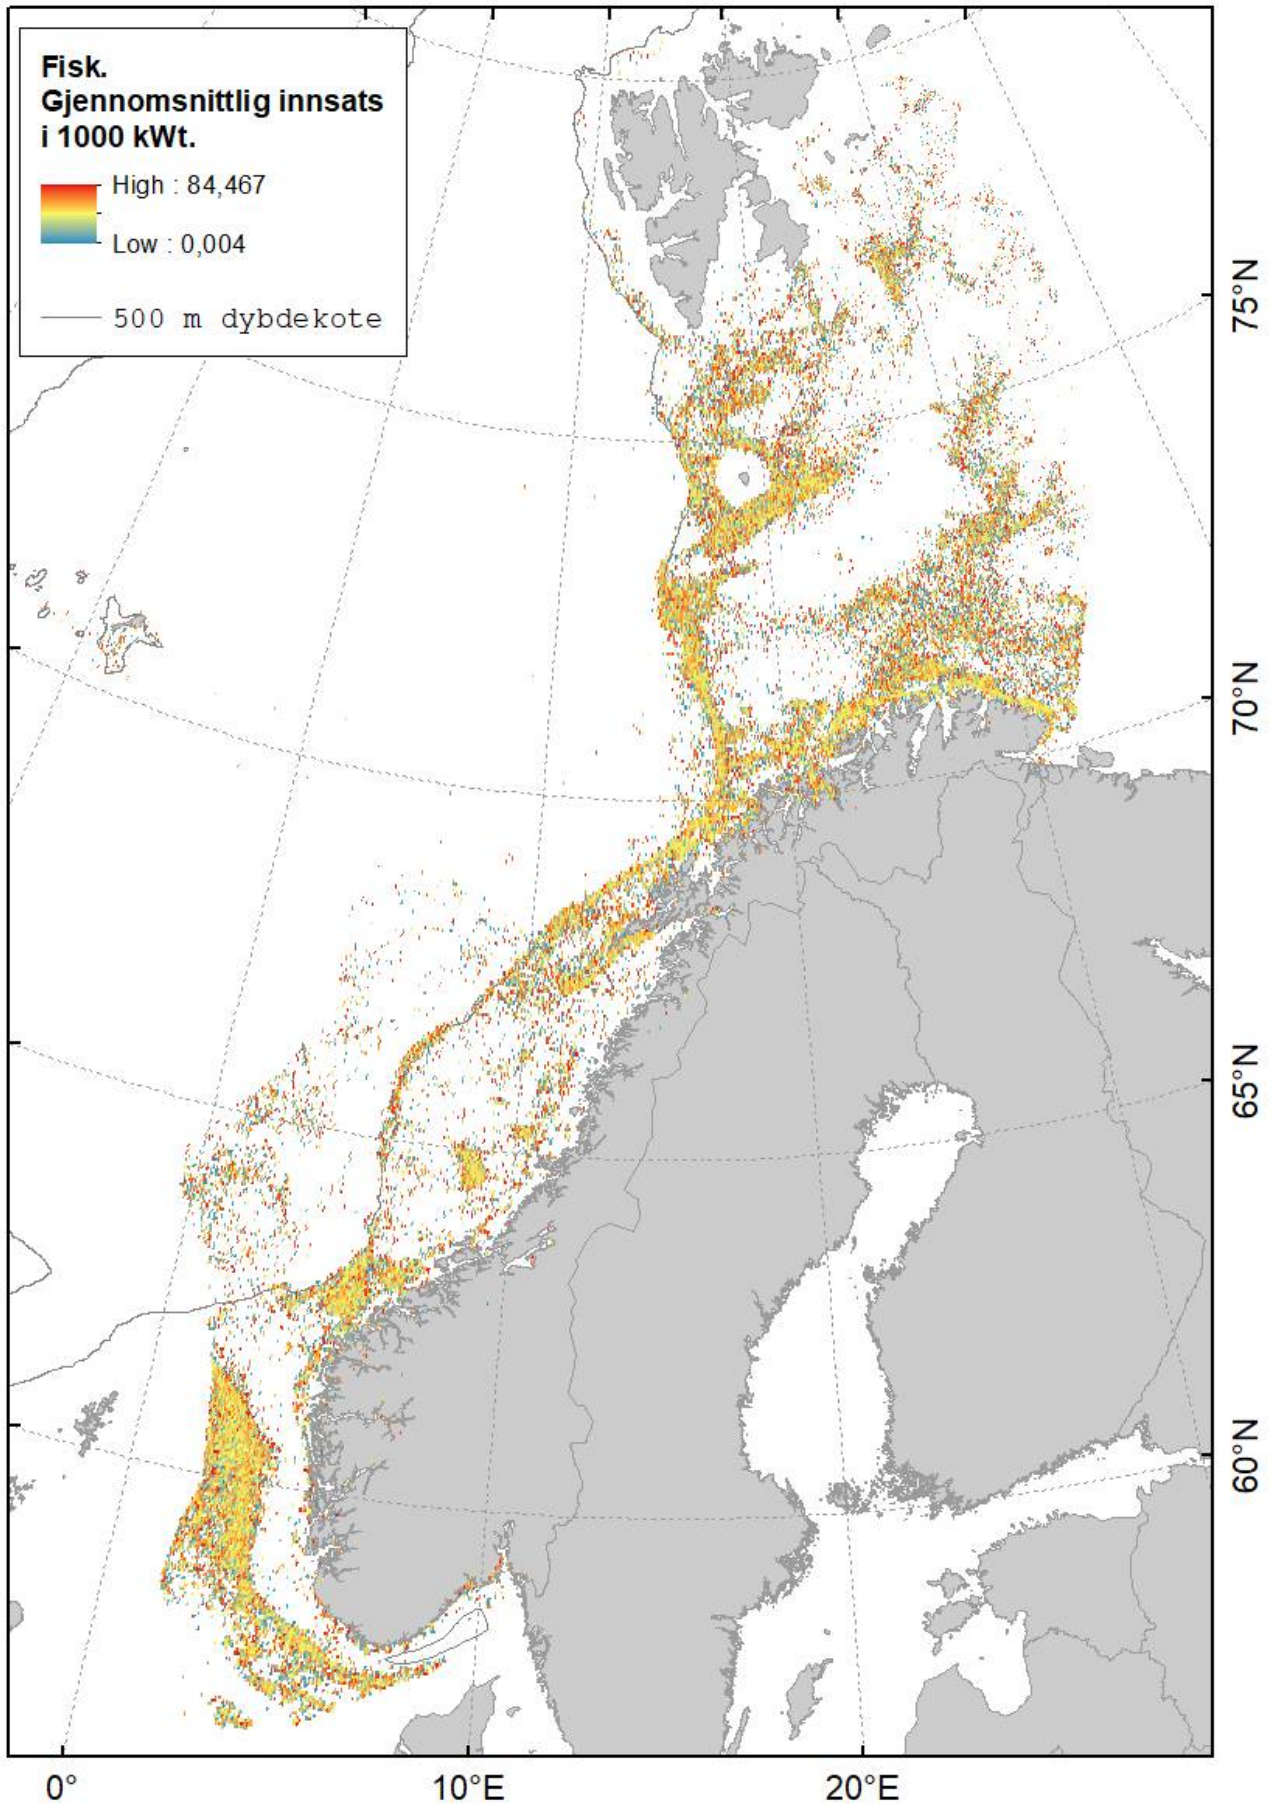 Fisk.
Gjennomsnittlig innsats
i 1000 kWt.
High : 84,467
Low : 0,004
500 m dybdekote
75°N
70°N
65°N
60°N
0°
10°E
20°E